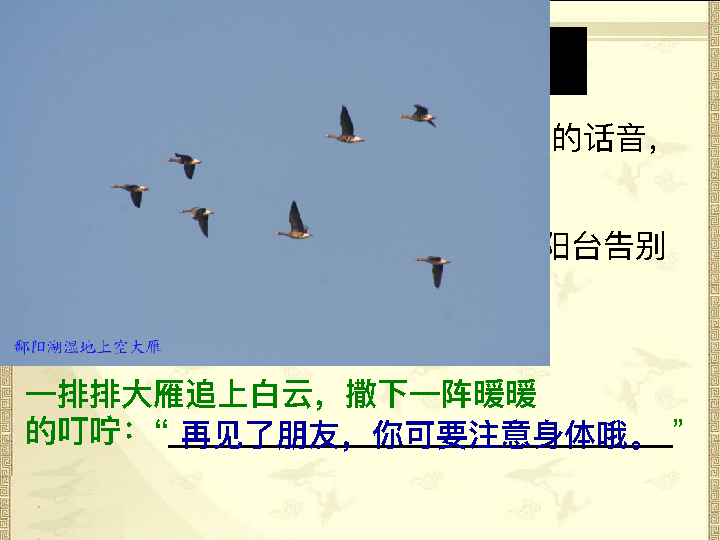 的话音，
阳台告别
鄱阳湖湿地上空大雁
一排排大雁追上白云，撒下一阵暖暖
的叮咛：“再见了朋友，你可要注意身体哦。”